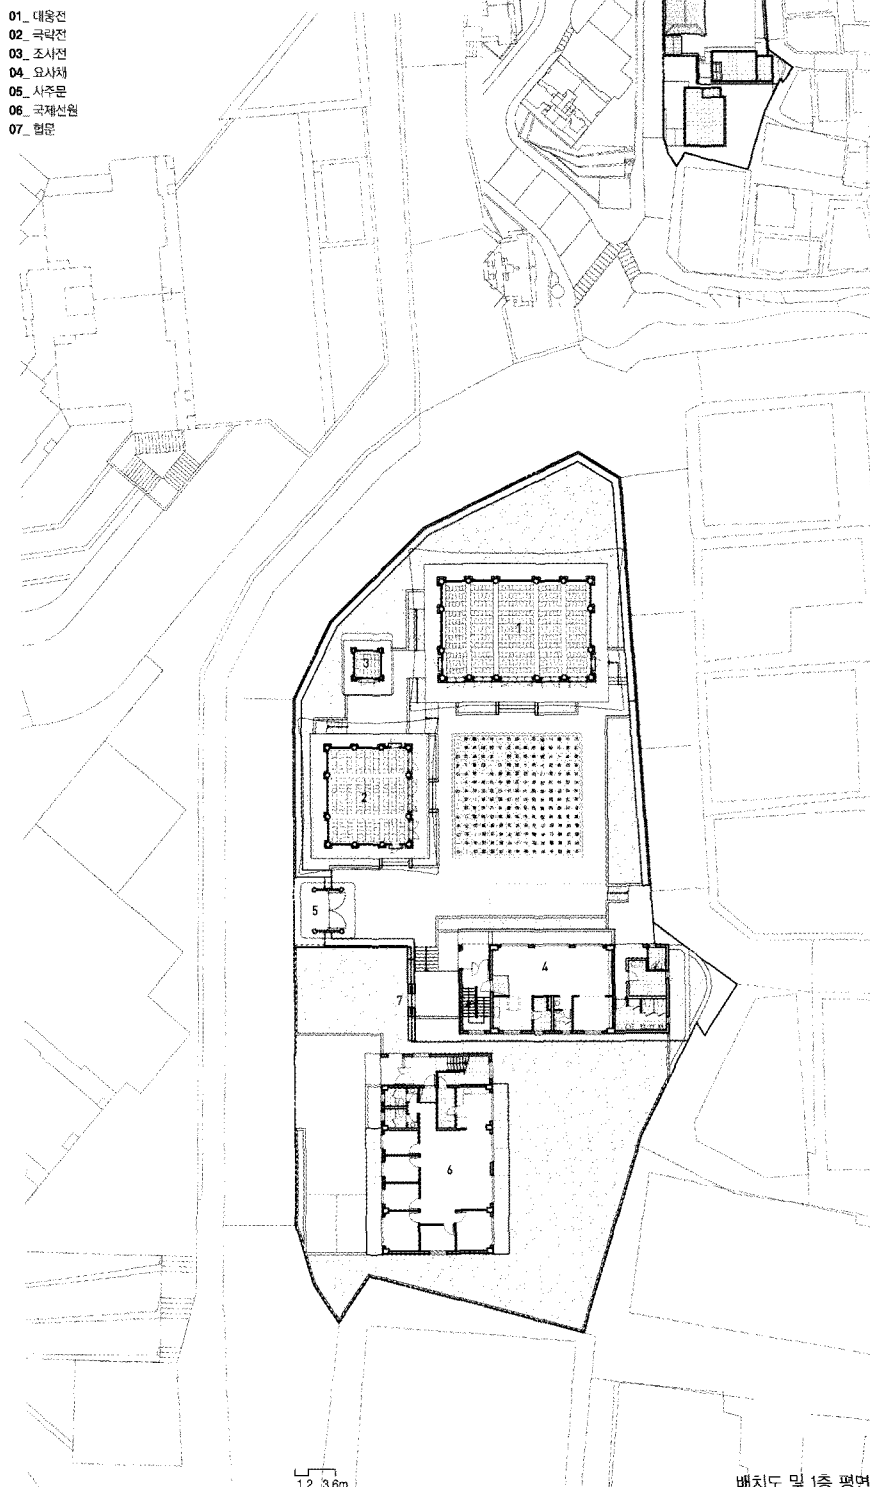 01_ 대웅전
02_ 극락전
03_ 조사전
04_ 요사채
05_ 사주문
06_ 국제선원
07_ 협문
1
3
2
5
4
7
6
1.2 3.6m
배치도 및 1층 평면